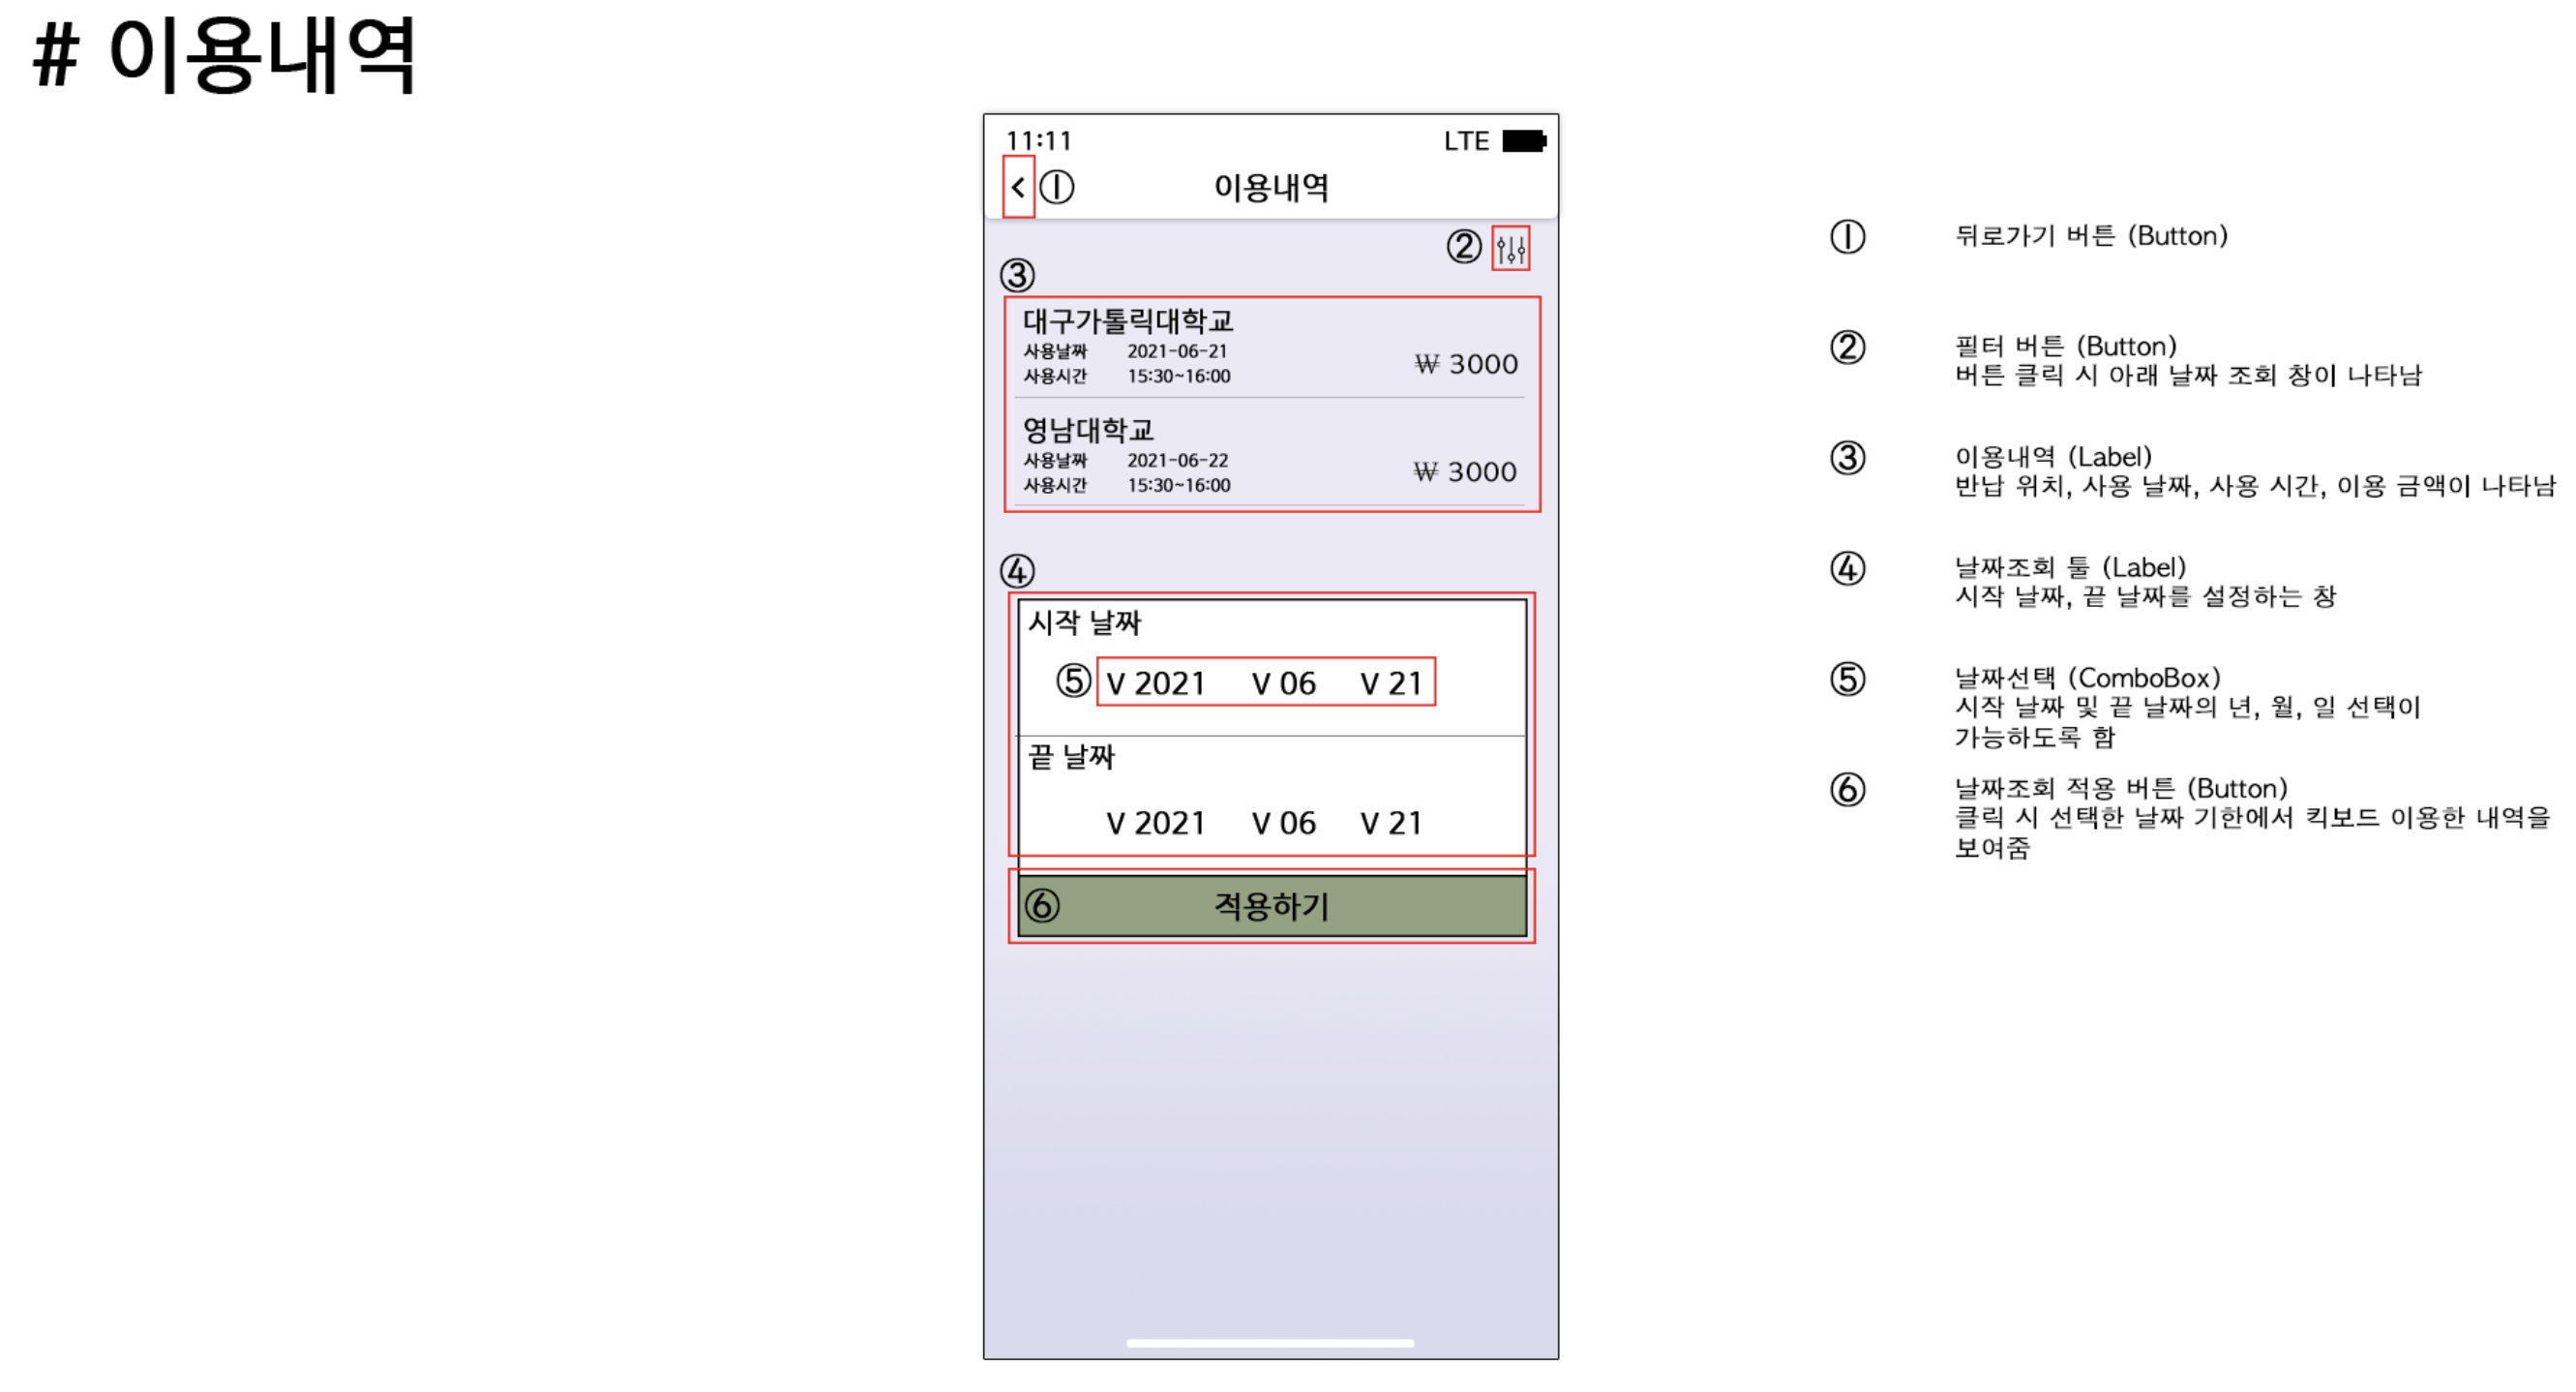 # 이용내역
11:11 LTE
< ① 이용내역
②
③
대구가톨릭대학교
사용날짜 2021-06-21
₩ 3000
사용시간 15:30~16:00
영남대학교
사용날짜 2021-06-22
₩ 3000
사용시간 15:30~16:00
④
시작 날짜
⑤ V 2021 V 06 V 21
끝 날짜
V 2021 V 06 V 21
⑥ 적용하기
① 뒤로가기 버튼 (Button)
② 필터 버튼 (Button)
버튼 클릭 시 아래 날짜 조회 창이 나타남
③ 이용내역 (Label)
반납 위치, 사용 날짜, 사용 시간, 이용 금액이 나타남
④ 날짜조회 툴 (Label)
시작 날짜, 끝 날짜를 설정하는 창
⑤ 날짜선택 (ComboBox)
시작 날짜 및 끝 날짜의 년, 월, 일 선택이
가능하도록 함
⑥ 날짜조회 적용 버튼 (Button)
클릭 시 선택한 날짜 기한에서 킥보드 이용한 내역을
보여줌